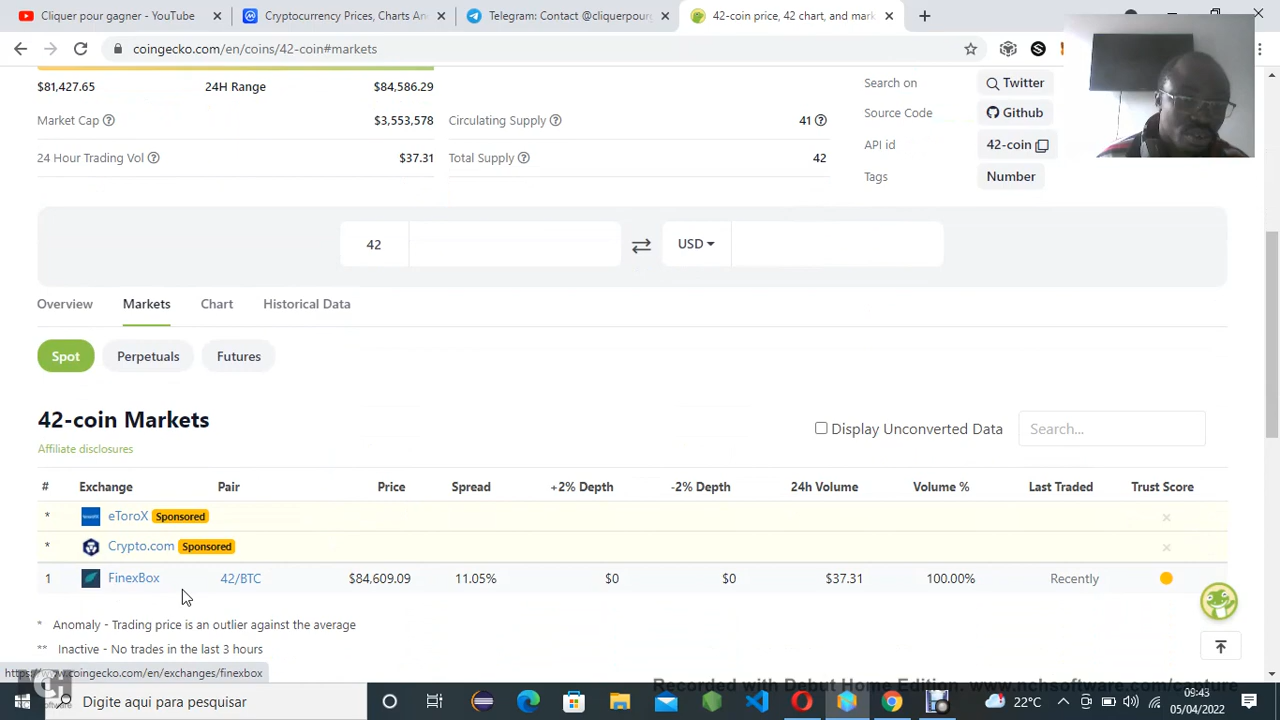 Cliquer pour gagner - YouTube
Cryptocurrency Prices, Charts An
Telegram: Contact @cliquerpour
42-coin price, 42 chart, and mark
coingecko.com/en/coins/42-coin#markets
$81,427.65 24H Range $84,586.29
Search on Twitter
Market Cap $3,553,578 Circulating Supply 41
Source Code Github
24 Hour Trading Vol $37.31 Total Supply 42
API id 42-coin
Tags Number
42 USD
Overview Markets Chart Historical Data
Spot Perpetuals Futures
42-coin Markets
Display Unconverted Data Search...
Affiliate disclosures
# Exchange Pair Price Spread +2% Depth -2% Depth 24h Volume Volume % Last Traded Trust Score
* eToroX Sponsored
* Crypto.com Sponsored
1 FinexBox 42/BTC $84,609.09 11.05% $0 $0 $37.31 100.00% Recently
* Anomaly - Trading price is an outlier against the average
** Inactive - No trades in the last 3 hours
https://www.coingecko.com/en/exchanges/finexbox
Recorded with Debut Home Edition. www.nchsoftware.com/capture
Digite aqui para pesquisar
22°C
09:43
05/04/2022